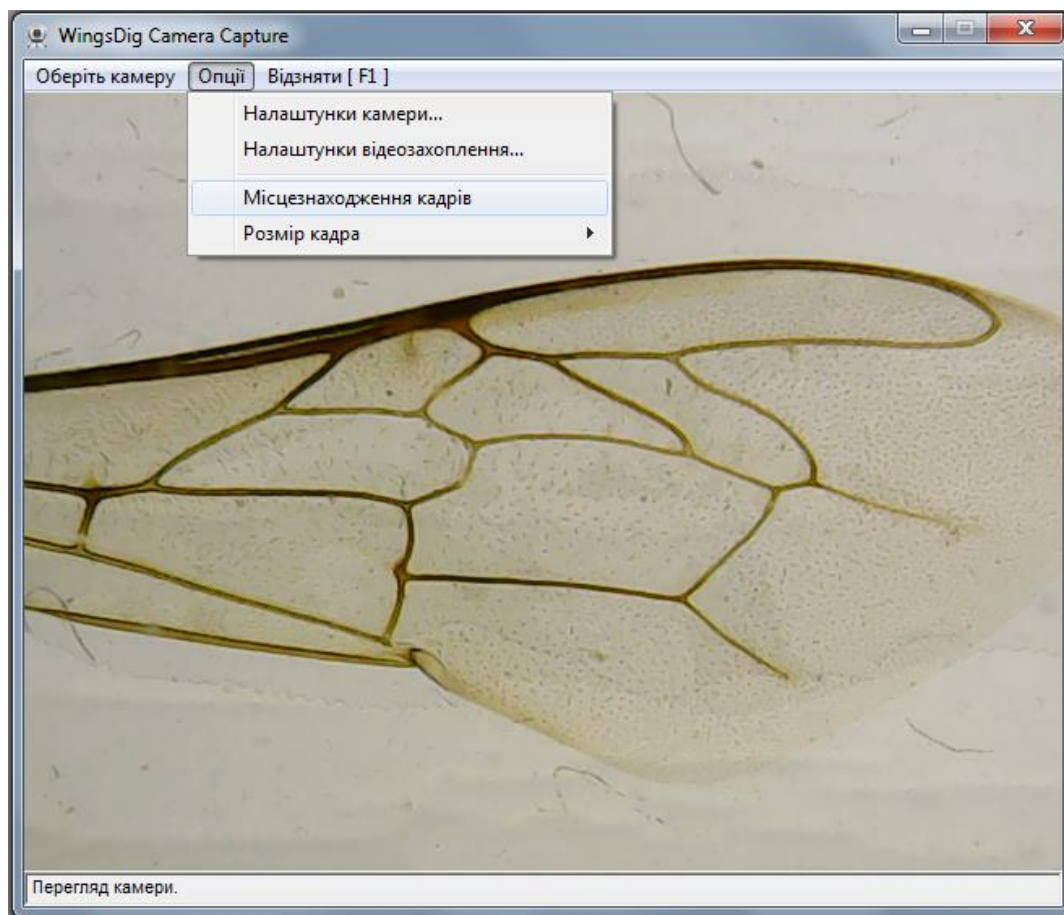 WingsDig Camera Capture
Оберіть камеру Опції Відзняти [ F1 ]
Налаштунки камери...
Налаштунки відеозахоплення...
Місцезнаходження кадрів
Розмір кадра
Перегляд камери.